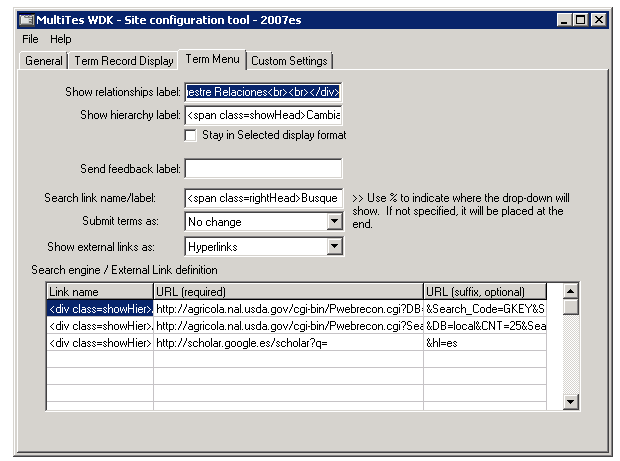 MultiTes WDK - Site configuration tool - 2007es
File Help
General Term Record Display Term Menu Custom Settings
Show relationships label: estre Relaciones<br><br></div>
Show hierarchy label: <span class=showHead>Cambia
Stay in Selected display format
Send feedback label:
Search link name/label: <span class=rightHead>Busque
>> Use % to indicate where the drop-down will
show. If not specified, it will be placed at the
end.
Submit terms as: No change
Show external links as: Hyperlinks
Search engine / External Link definition
Link name URL (required) URL (suffix, optional)
<div class=showHier> http://agricola.nal.usda.gov/cgi-bin/Pwebrecon.cgi?DB= &Search_Code=GKEY&S
<div class=showHier> http://agricola.nal.usda.gov/cgi-bin/Pwebrecon.cgi?Sea &DB=local&CNT=25&Sea
<div class=showHier> http://scholar.google.es/scholar?q= &hl=es